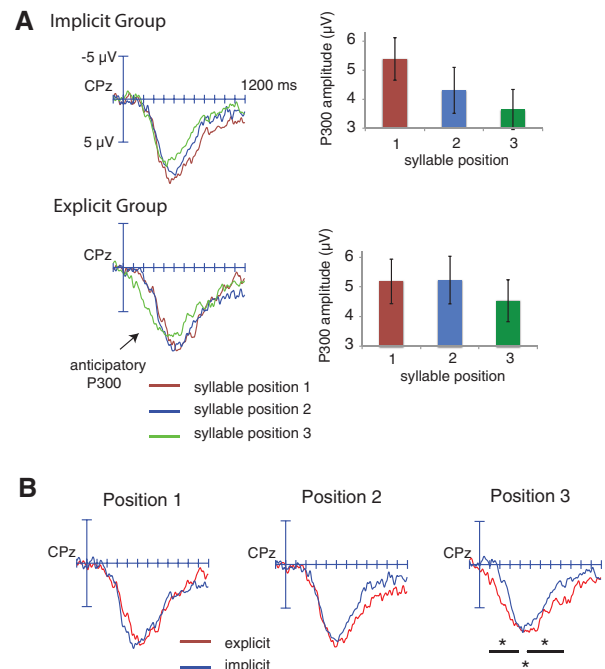 A
Implicit Group
-5 µV
CPz
1200 ms
5 µV
P300 amplitude (µV)
6
5
4
3
1 2 3
syllable position
Explicit Group
CPz
anticipatory
P300
P300 amplitude (µV)
6
5
4
3
1 2 3
syllable position
syllable position 1
syllable position 2
syllable position 3
B
Position 1
Position 2
Position 3
CPz
CPz
CPz
explicit
implicit
* *
*